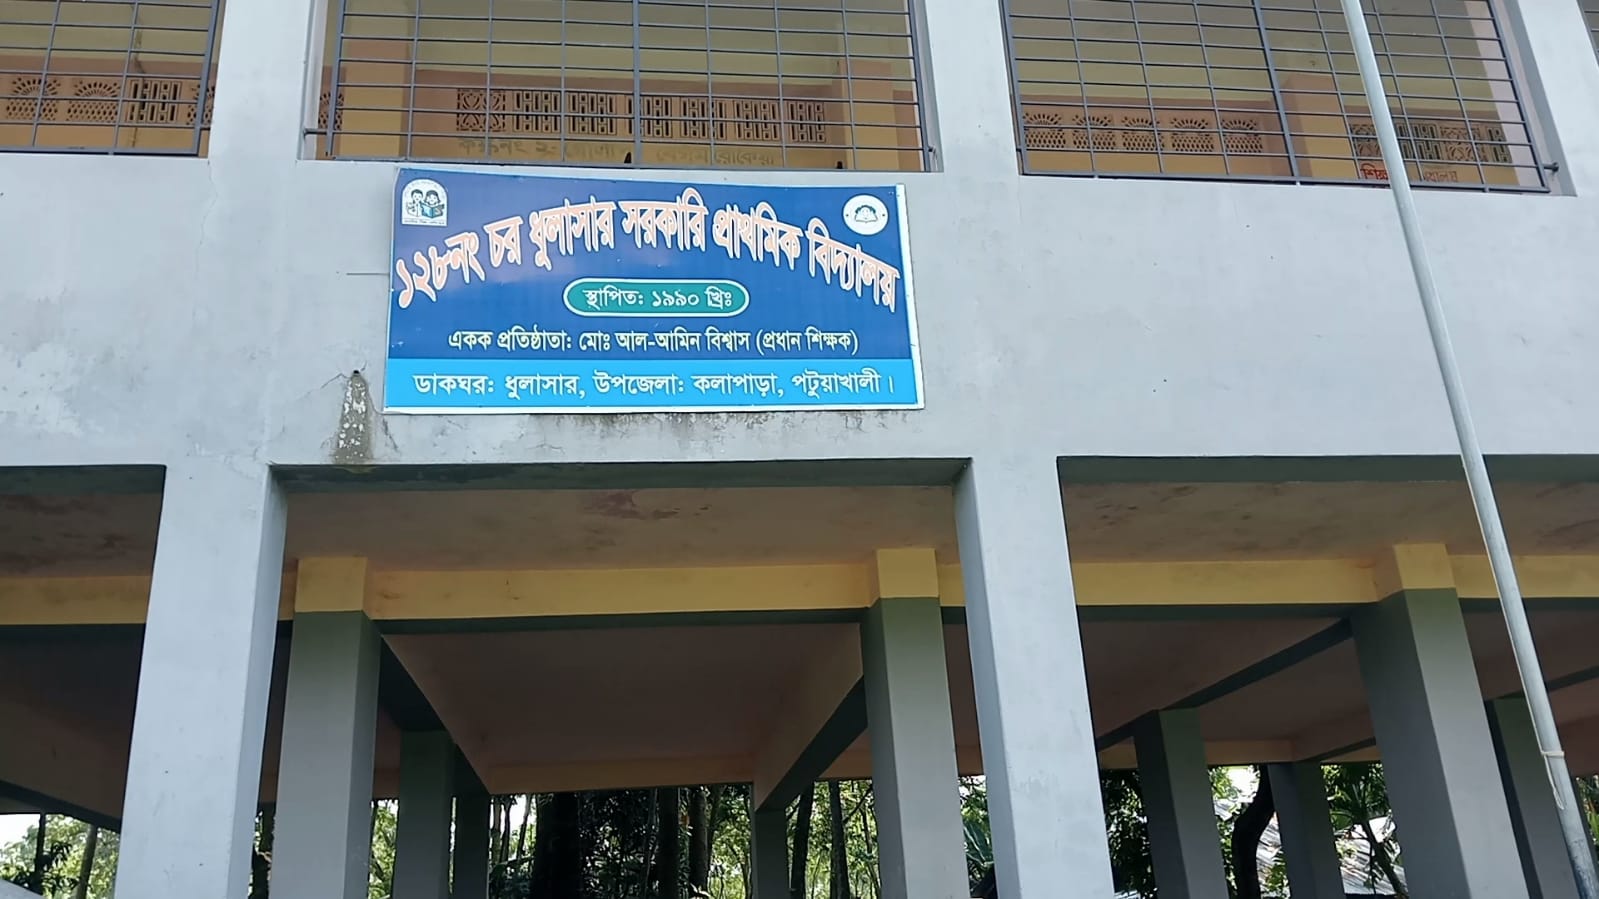 ১২৮নং চর ধুলাসার সরকারি প্রাথমিক বিদ্যালয়
স্থাপিত: ১৯৯০ খ্রিঃ
একক প্রতিষ্ঠাতা: মোঃ আল-আমিন বিশ্বাস (প্রধান শিক্ষক)
ডাকঘর: ধুলাসার, উপজেলা: কলাপাড়া, পটুয়াখালী।